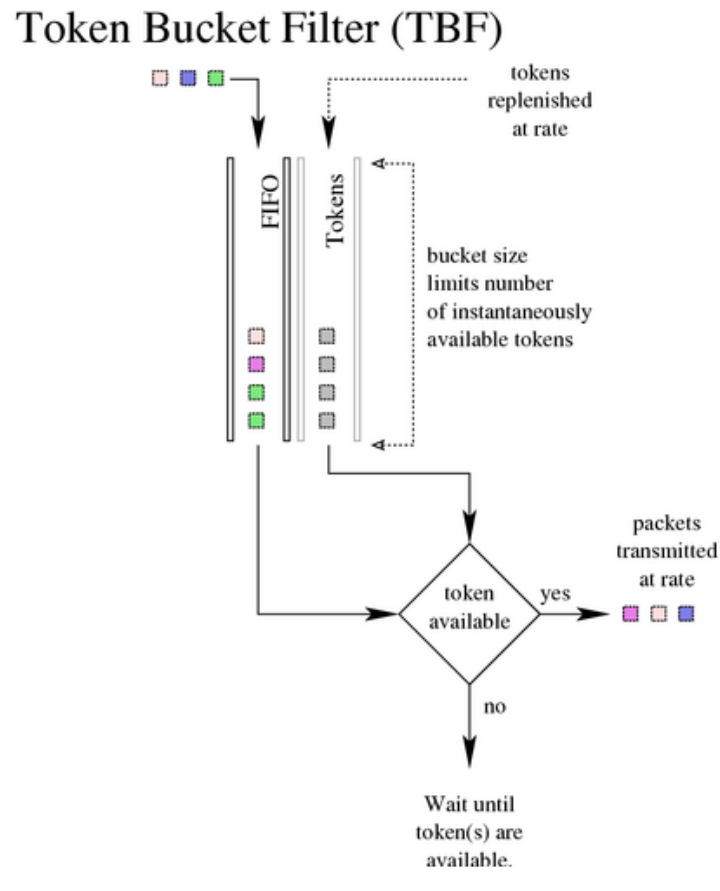 Token Bucket Filter (TBF)
tokens
replenished
at rate
FIFO
Tokens
bucket size
limits number
of instantaneously
available tokens
packets
transmitted
at rate
token
available
yes
no
Wait until
token(s) are
available.